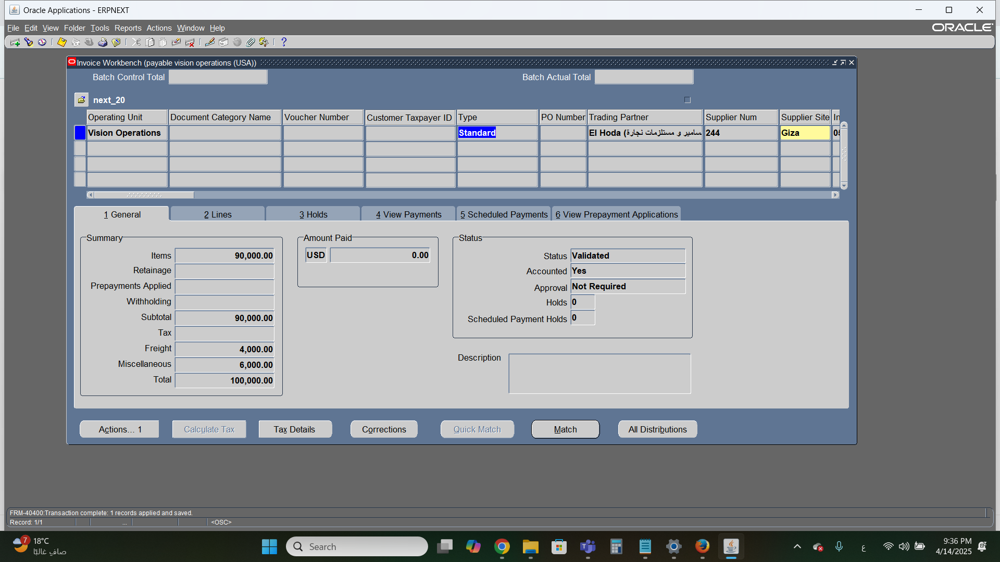 Oracle Applications - ERPNEXT
File Edit View Folder Tools Reports Actions Window Help
ORACLE
Invoice Workbench (payable vision operations (USA))
Batch Control Total
Batch Actual Total
next_20
Operating Unit Document Category Name Voucher Number Customer Taxpayer ID Type PO Number Trading Partner Supplier Num Supplier Site In
Vision Operations Standard El Hoda (سامير و مستلزمات نجارة 244 Giza 05
1 General 2 Lines 3 Holds 4 View Payments 5 Scheduled Payments 6 View Prepayment Applications
Summary
Items 90,000.00
Retainage
Prepayments Applied
Withholding
Subtotal 90,000.00
Tax
Freight 4,000.00
Miscellaneous 6,000.00
Total 100,000.00
Amount Paid
USD 0.00
Status
Status Validated
Accounted Yes
Approval Not Required
Holds 0
Scheduled Payment Holds 0
Description
Actions... 1 Calculate Tax Tax Details Corrections Quick Match Match All Distributions
FRM-40400:Transaction complete: 1 records applied and saved.
Record: 1/1 ... <OSC>
7
18°C
صافٍ غالبًا
Search
ع
9:36 PM
4/14/2025